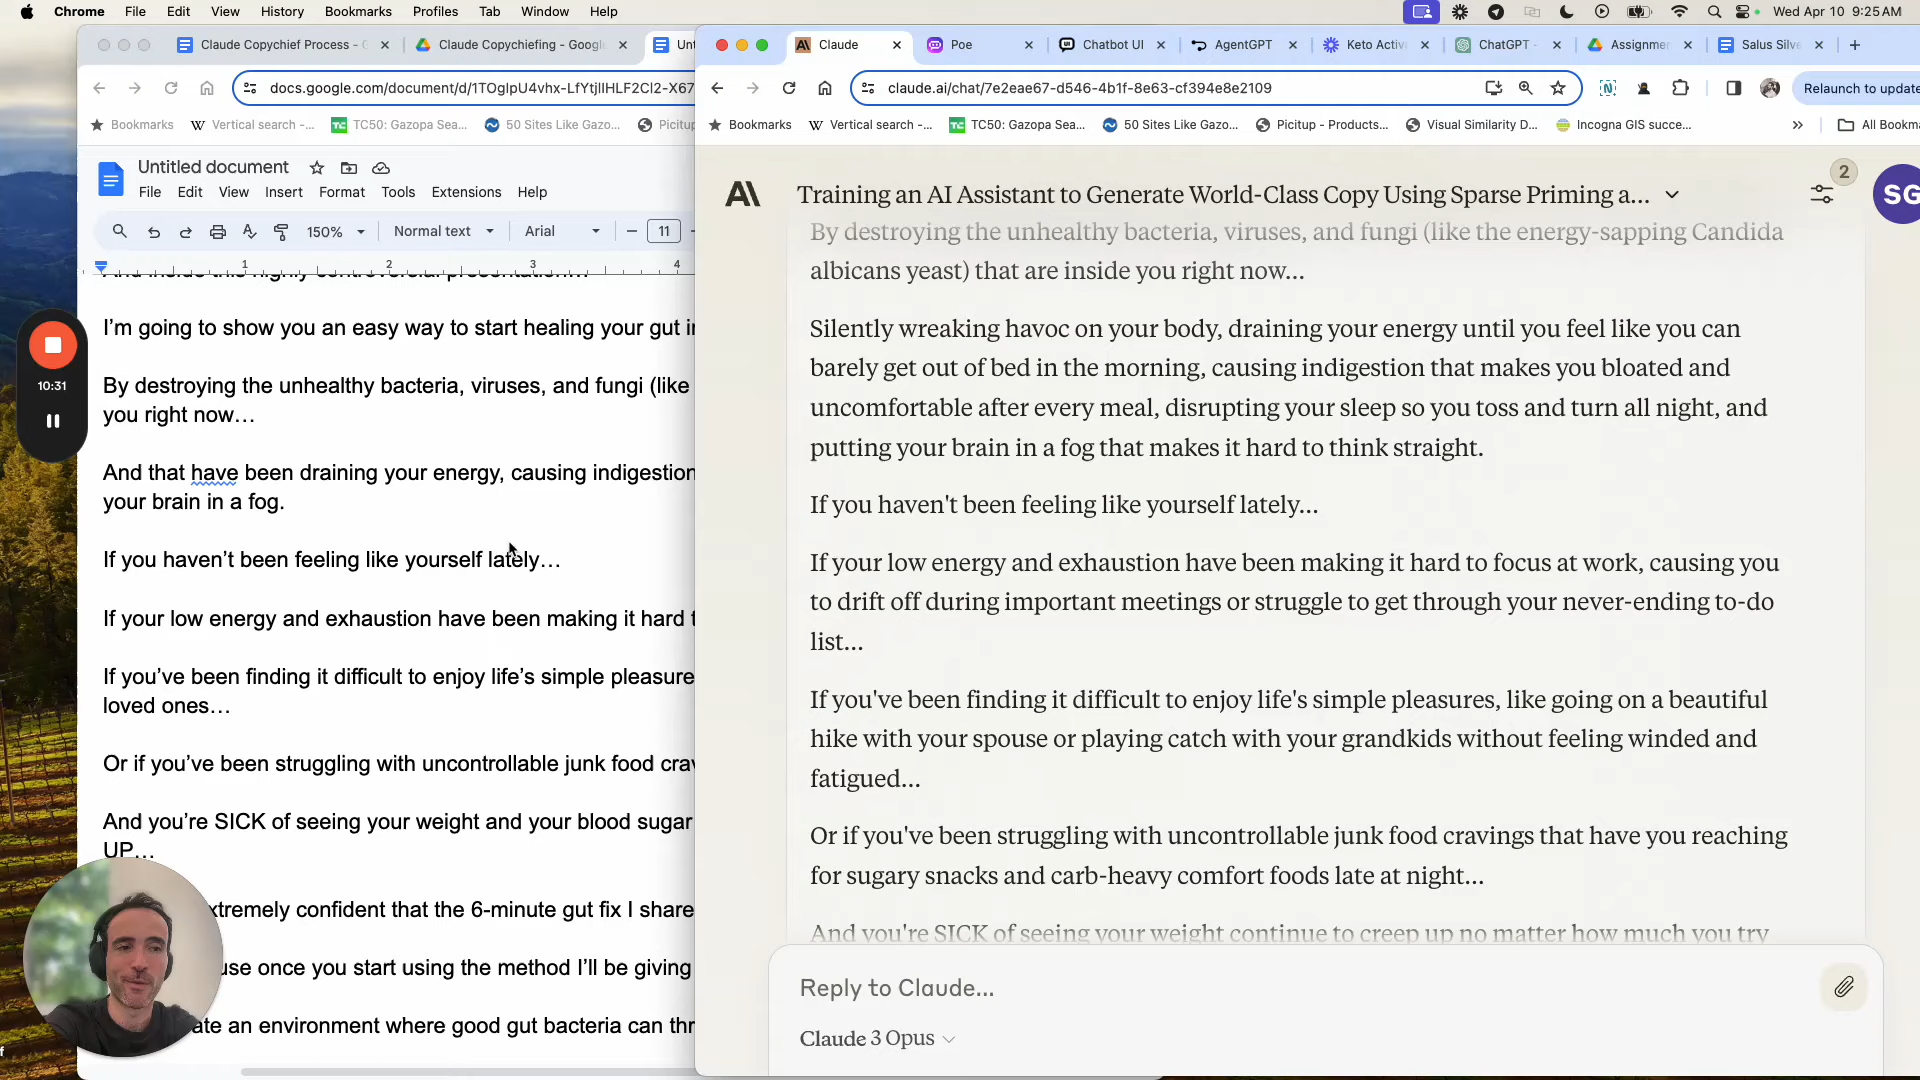 Chrome File Edit View History Bookmarks Profiles Tab Window Help
Wed Apr 10 9:25 AM
Claude Copychief Process - G
Claude Copychiefing - Google
Unt
docs.google.com/document/d/1TOgIpU4vhx-LfYtjlIHLF2Cl2-X67
Bookmarks
Vertical search -...
TC50: Gazopa Sea...
50 Sites Like Gazo...
Picitup
Untitled document
File Edit View Insert Format Tools Extensions Help
150% Normal text Arial 11
1 2 3 4
I'm going to show you an easy way to start healing your gut in
By destroying the unhealthy bacteria, viruses, and fungi (like
you right now…
And that have been draining your energy, causing indigestion
your brain in a fog.
If you haven't been feeling like yourself lately…
If your low energy and exhaustion have been making it hard t
If you've been finding it difficult to enjoy life's simple pleasure
loved ones…
Or if you've been struggling with uncontrollable junk food crav
And you're SICK of seeing your weight and your blood sugar
UP…
xtremely confident that the 6-minute gut fix I share
use once you start using the method I'll be giving
ate an environment where good gut bacteria can thr
10:31
Claude
Poe
Chatbot UI
AgentGPT
Keto Activ
ChatGPT
Assignmer
Salus Silve
claude.ai/chat/7e2eae67-d546-4b1f-8e63-cf394e8e2109
Relaunch to update
Bookmarks
Vertical search -...
TC50: Gazopa Sea...
50 Sites Like Gazo...
Picitup - Products...
Visual Similarity D...
Incogna GIS succe...
All Bookma
Training an AI Assistant to Generate World-Class Copy Using Sparse Priming a...
2
SG
By destroying the unhealthy bacteria, viruses, and fungi (like the energy-sapping Candida
albicans yeast) that are inside you right now...
Silently wreaking havoc on your body, draining your energy until you feel like you can
barely get out of bed in the morning, causing indigestion that makes you bloated and
uncomfortable after every meal, disrupting your sleep so you toss and turn all night, and
putting your brain in a fog that makes it hard to think straight.
If you haven't been feeling like yourself lately...
If your low energy and exhaustion have been making it hard to focus at work, causing you
to drift off during important meetings or struggle to get through your never-ending to-do
list...
If you've been finding it difficult to enjoy life's simple pleasures, like going on a beautiful
hike with your spouse or playing catch with your grandkids without feeling winded and
fatigued...
Or if you've been struggling with uncontrollable junk food cravings that have you reaching
for sugary snacks and carb-heavy comfort foods late at night...
And you're SICK of seeing your weight continue to creep up no matter how much you try
Reply to Claude...
Claude 3 Opus